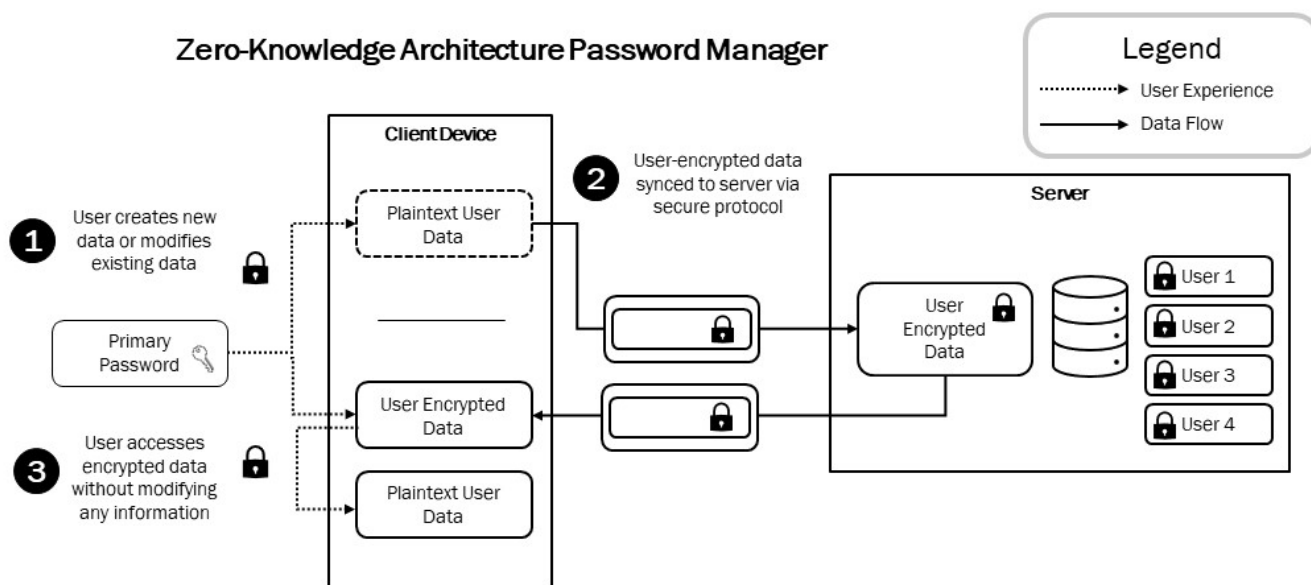 Zero-Knowledge Architecture Password Manager
Legend
User Experience
Data Flow
Client Device
Plaintext User
Data
2
User-encrypted data
synced to server via
secure protocol
Server
1
User creates new
data or modifies
existing data
Primary
Password
User Encrypted
Data
3
User accesses
encrypted data
without modifying
any information
Plaintext User
Data
User
Encrypted
Data
User 1
User 2
User 3
User 4